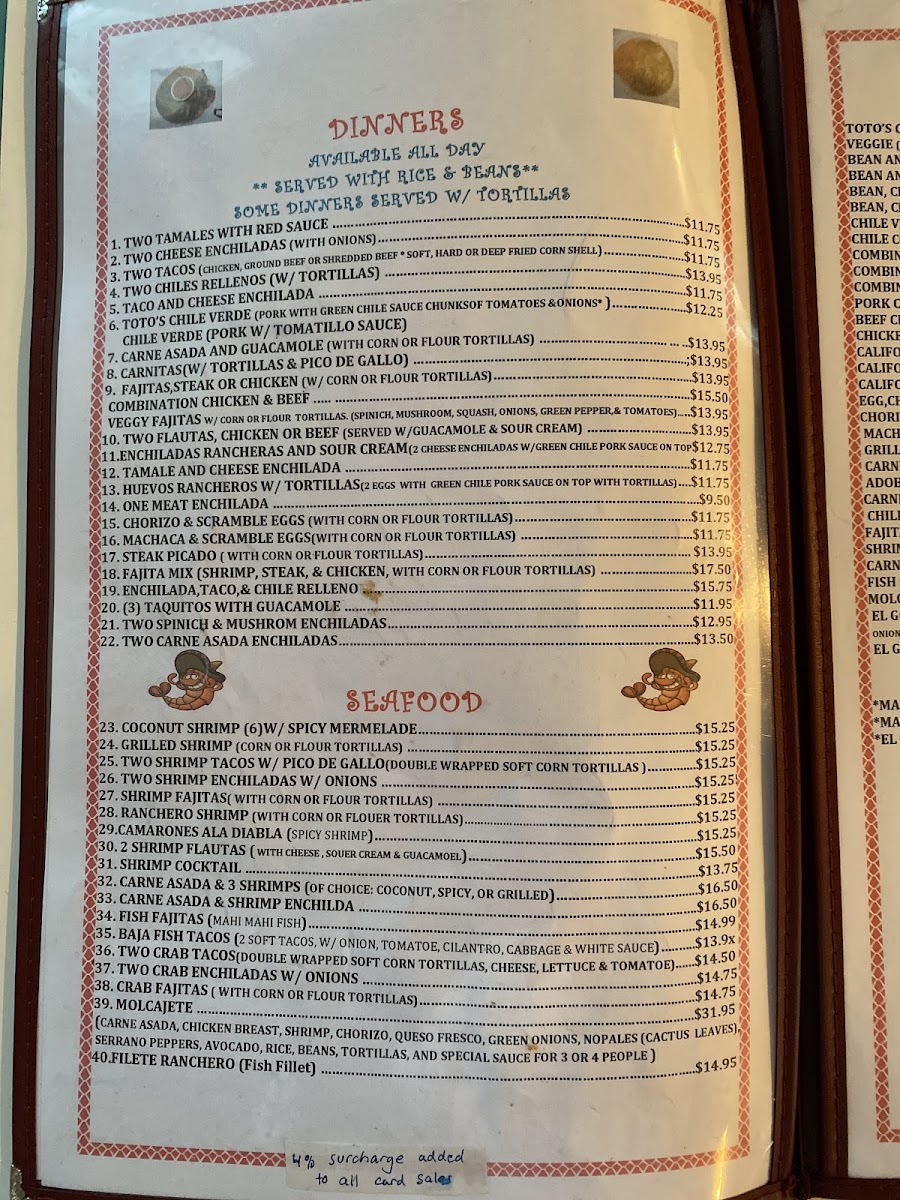 DINNERS
AVAILABLE ALL DAY
** SERVED WITH RICE & BEANS**
SOME DINNERS SERVED W/ TORTILLAS
1. TWO TAMALES WITH RED SAUCE ........$11.75
2. TWO CHEESE ENCHILADAS (WITH ONIONS)........$11.75
3. TWO TACOS (CHICKEN, GROUND BEEF OR SHREDDED BEEF * SOFT, HARD OR DEEP FRIED CORN SHELL)........$11.75
4. TWO CHILES RELLENOS (W/ TORTILLAS) ........$13.95
5. TACO AND CHEESE ENCHILADA ........$11.75
6. TOTO'S CHILE VERDE (PORK WITH GREEN CHILE SAUCE CHUNKSOF TOMATOES &ONIONS* )........$12.25
CHILE VERDE (PORK W/ TOMATILLO SAUCE)
7. CARNE ASADA AND GUACAMOLE (WITH CORN OR FLOUR TORTILLAS) ........ ... ..$13.95
8. CARNITAS(W/ TORTILLAS & PICO DE GALLO) ........;$13.95
9. FAJITAS,STEAK OR CHICKEN (W/ CORN OR FLOUR TORTILLAS)........$13.95
COMBINATION CHICKEN & BEEF ..... ........$15.50
VEGGY FAJITAS W/ CORN OR FLOUR TORTILLAS. (SPINICH, MUSHROOM, SQUASH, ONIONS, GREEN PEPPER,& TOMATOES).....$13.95
10. TWO FLAUTAS, CHICKEN OR BEEF (SERVED W/GUACAMOLE & SOUR CREAM) ........$13.95
11.ENCHILADAS RANCHERAS AND SOUR CREAM(2 CHEESE ENCHILADAS W/GREEN CHILE PORK SAUCE ON TOP$12.75
12. TAMALE AND CHEESE ENCHILADA ........$11.75
13. HUEVOS RANCHEROS W/ TORTILLAS(2 EGGS WITH GREEN CHILE PORK SAUCE ON TOP WITH TORTILLAS).....$11.75
14. ONE MEAT ENCHILADA ........$9.50
15. CHORIZO & SCRAMBLE EGGS (WITH CORN OR FLOUR TORTILLAS)........$11.75
16. MACHACA & SCRAMBLE EGGS(WITH CORN OR FLOUR TORTILLAS) ........$11.75
17. STEAK PICADO ( WITH CORN OR FLOUR TORTILLAS)........ $13.95
18. FAJITA MIX (SHRIMP, STEAK, & CHICKEN, WITH CORN OR FLOUR TORTILLAS) ........$17.50
19. ENCHILADA,TACO,& CHILE RELLENO ........$15.75
20. (3) TAQUITOS WITH GUACAMOLE ........$11.95
21. TWO SPINICH & MUSHROM ENCHILADAS........$12.95
22. TWO CARNE ASADA ENCHILADAS........$13.50
SEAFOOD
23. COCONUT SHRIMP (6)W/ SPICY MERMELADE........$15.25
24. GRILLED SHRIMP (CORN OR FLOUR TORTILLAS) ........$15.25
25. TWO SHRIMP TACOS W/ PICO DE GALLO(DOUBLE WRAPPED SOFT CORN TORTILLAS )........$15.25
26. TWO SHRIMP ENCHILADAS W/ ONIONS ........$15.25
27. SHRIMP FAJITAS( WITH CORN OR FLOUR TORTILLAS) ........$15.25
28. RANCHERO SHRIMP (WITH CORN OR FLOUER TORTILLAS)........$15.25
29.CAMARONES ALA DIABLA (SPICY SHRIMP)........$15.25
30. 2 SHRIMP FLAUTAS ( WITH CHEESE , SOUER CREAM & GUACAMOEL)........$15.50
31. SHRIMP COCKTAIL ........$13.75
32. CARNE ASADA & 3 SHRIMPS (OF CHOICE: COCONUT, SPICY, OR GRILLED)........$16.50
33. CARNE ASADA & SHRIMP ENCHILDA ........$16.50
34. FISH FAJITAS (MAHI MAHI FISH)........$14.99
35. BAJA FISH TACOS (2 SOFT TACOS, W/ ONION, TOMATOE, CILANTRO, CABBAGE & WHITE SAUCE)........$13.9x
36. TWO CRAB TACOS(DOUBLE WRAPPED SOFT CORN TORTILLAS, CHEESE, LETTUCE & TOMATOE)......$14.50
37. TWO CRAB ENCHILADAS W/ ONIONS ........$14.75
38. CRAB FAJITAS ( WITH CORN OR FLOUR TORTILLAS)........$14.75
39. MOLCAJETE ........$31.95
(CARNE ASADA, CHICKEN BREAST, SHRIMP, CHORIZO, QUESO FRESCO, GREEN ONIONS, NOPALES (CACTUS LEAVES),
SERRANO PEPPERS, AVOCADO, RICE, BEANS, TORTILLAS, AND SPECIAL SAUCE FOR 3 OR 4 PEOPLE )
40.FILETE RANCHERO (Fish Fillet) ........$14.95
4% surcharge added
to all card sales
TOTO'S
VEGGIE
BEAN
BEAN
BEAN,
BEAN,
CHILE
CHILE
PORK
BEEF
EGG,
CARN
FISH
EL
EL
*EL